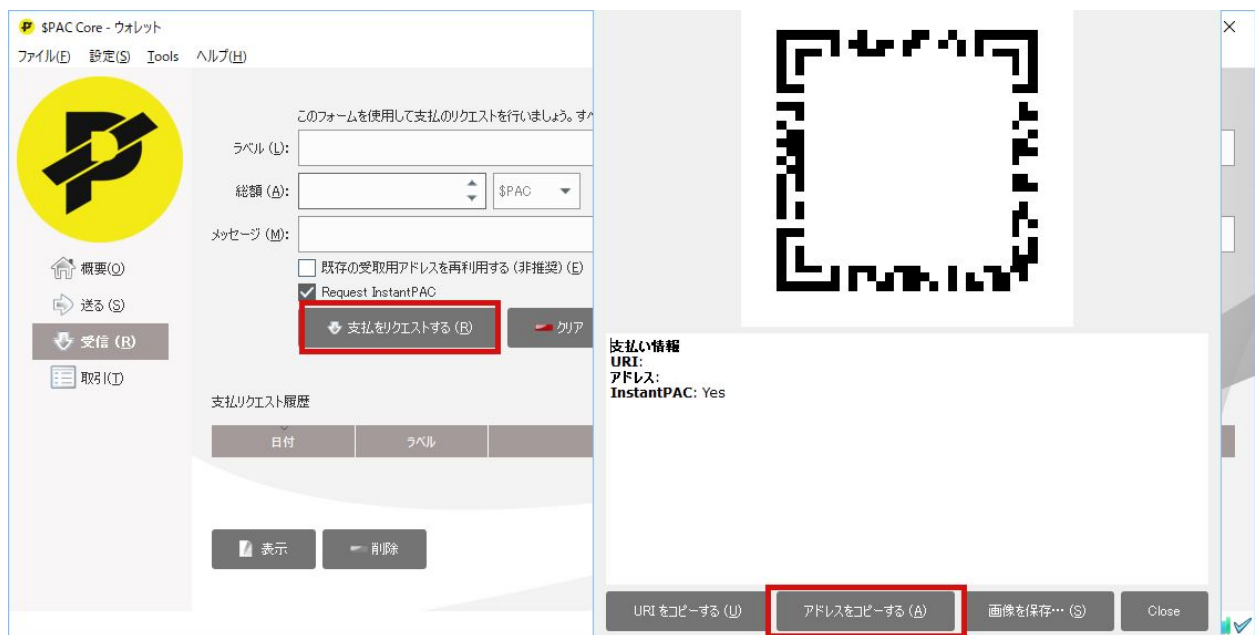 $PAC Core - ウォレット
ファイル(F) 設定(S) Tools ヘルプ(H)
このフォームを使用して支払のリクエストを行いましょう。すべ
ラベル (L):
総額 (A):
$PAC
メッセージ (M):
既存の受取用アドレスを再利用する (非推奨) (E)
Request InstantPAC
支払をリクエストする (R)
クリア
概要(O)
送る (S)
受信 (R)
取引(T)
支払リクエスト履歴
日付 ラベル
表示
削除
支払い情報
URI:
アドレス:
InstantPAC: Yes
URI をコピーする (U)
アドレスをコピーする (A)
画像を保存… (S)
Close